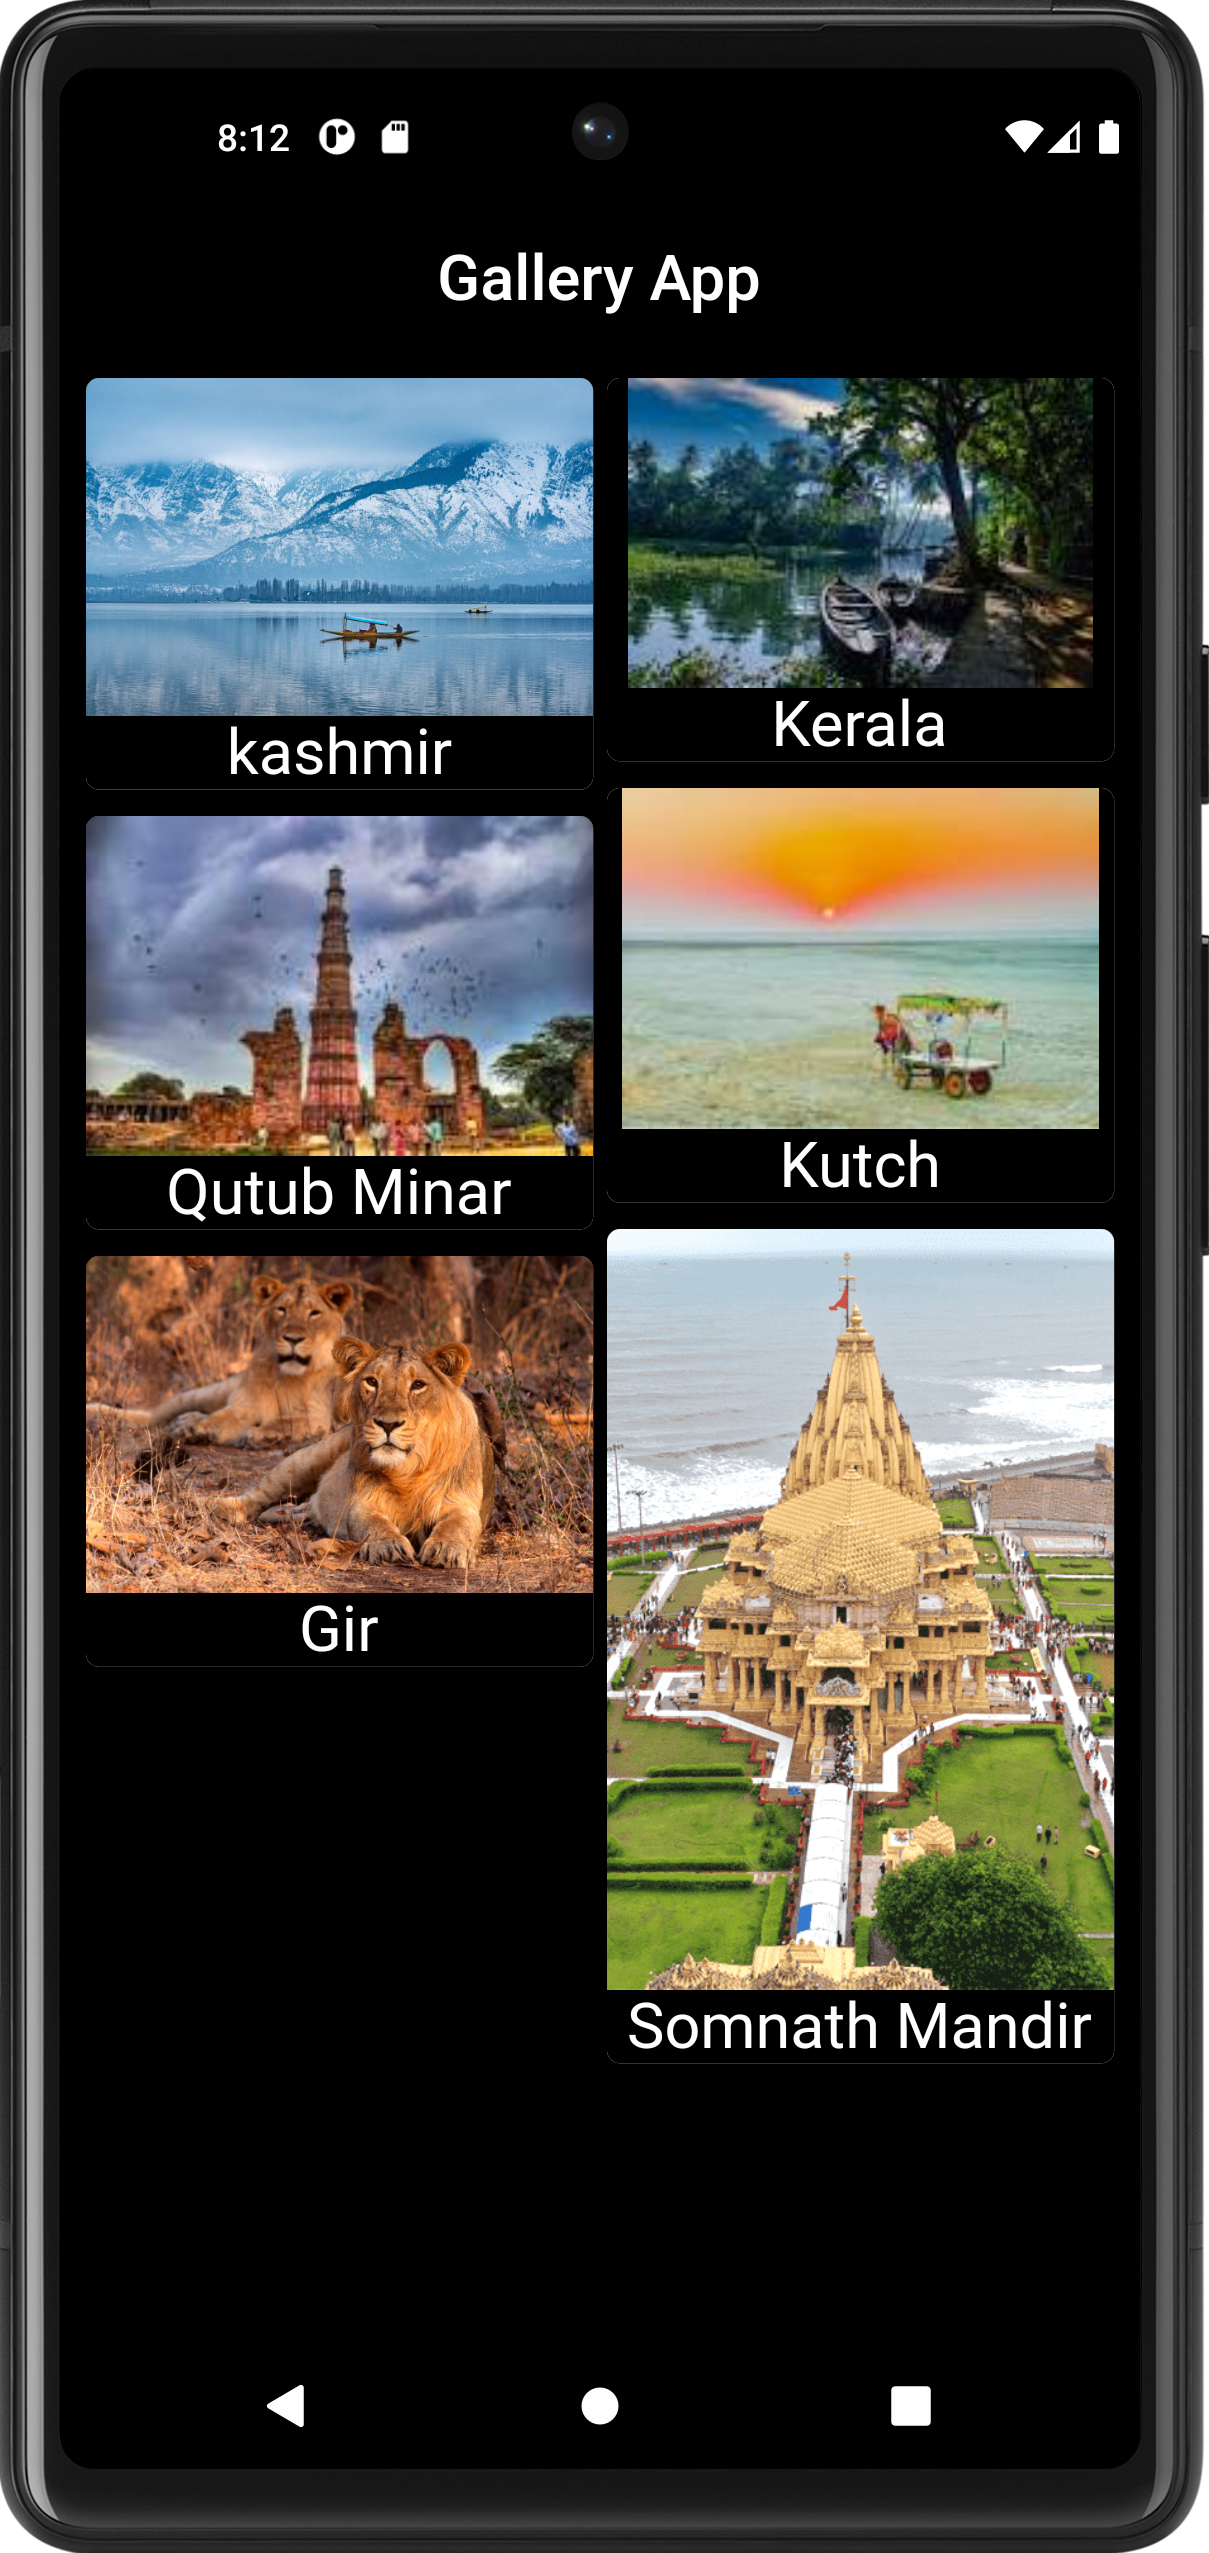 8:12
Gallery App
kashmir
Kerala
Qutub Minar
Kutch
Gir
Somnath Mandir